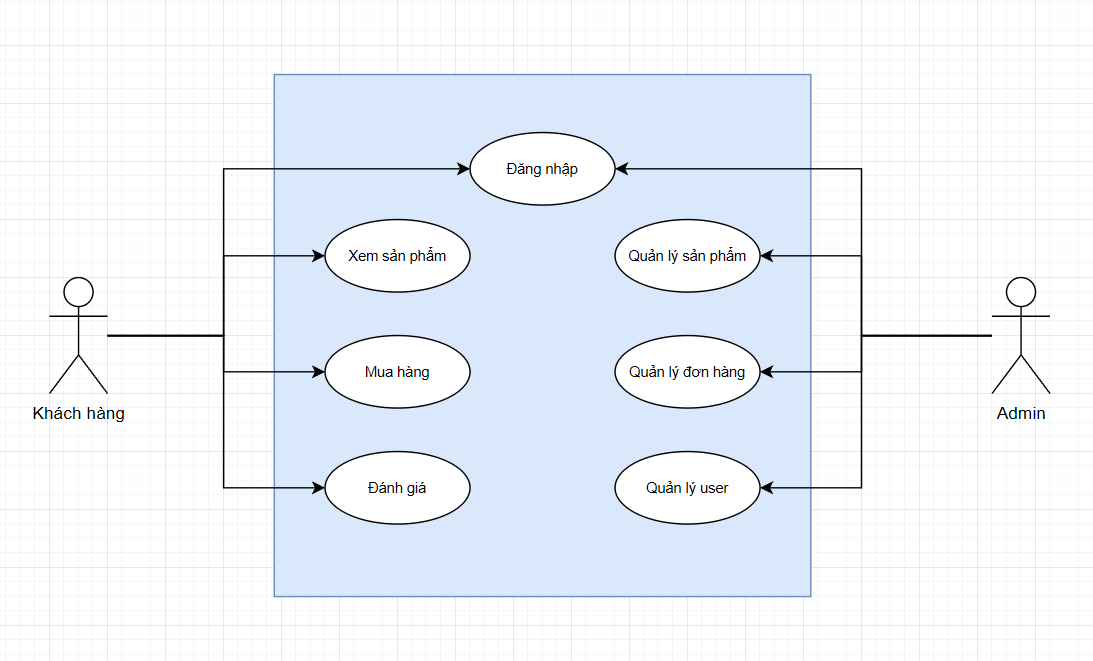 Đăng nhập
Xem sản phẩm
Quản lý sản phẩm
Mua hàng
Quản lý đơn hàng
Khách hàng
Admin
Đánh giá
Quản lý user